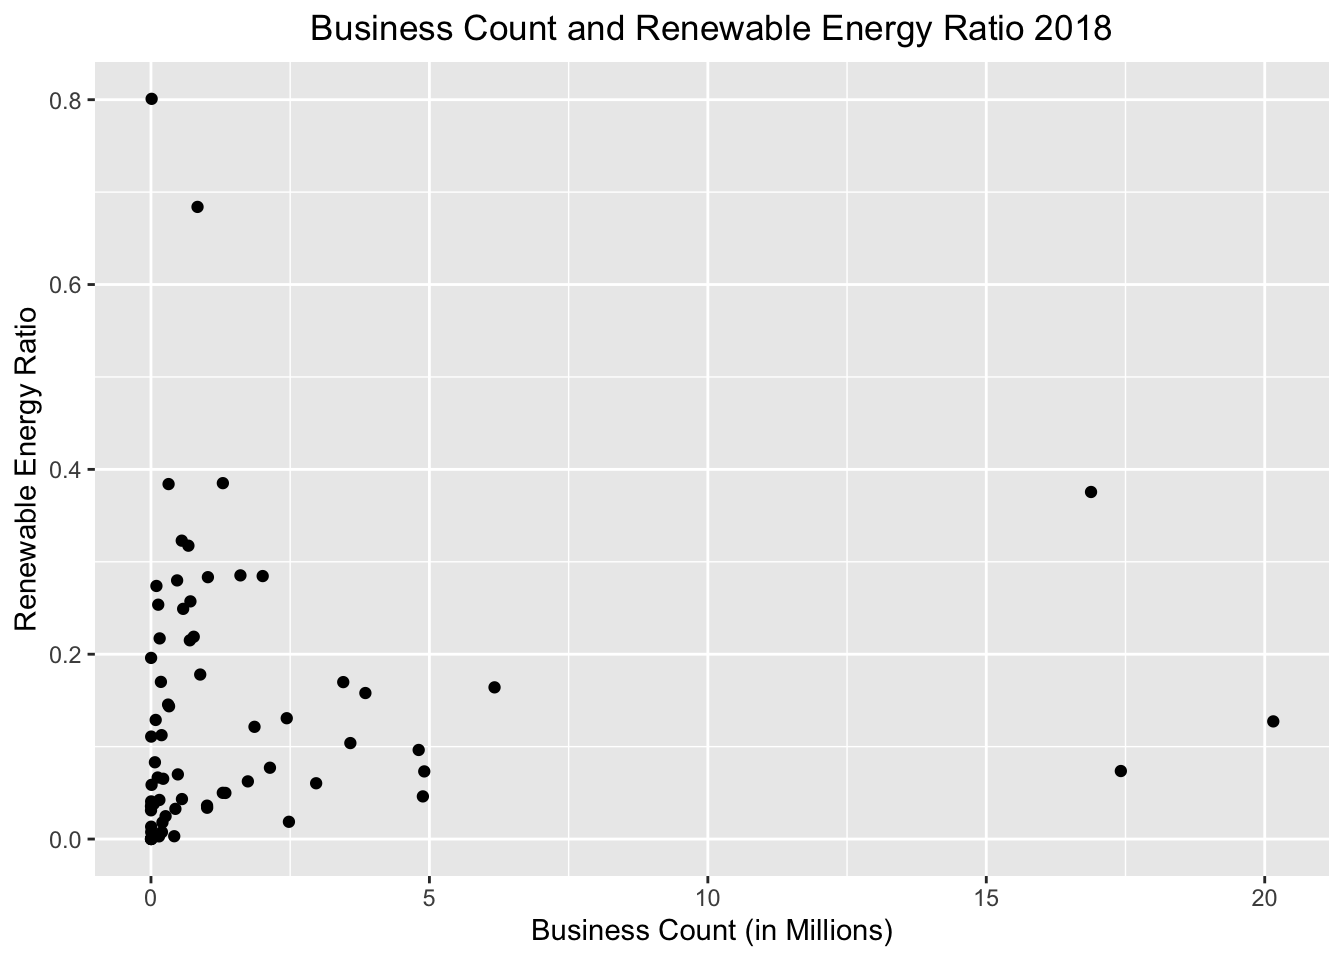 Business Count and Renewable Energy Ratio 2018
0.8
0.6
0.4
0.2
0.0
Renewable Energy Ratio
0 5 10 15 20
Business Count (in Millions)